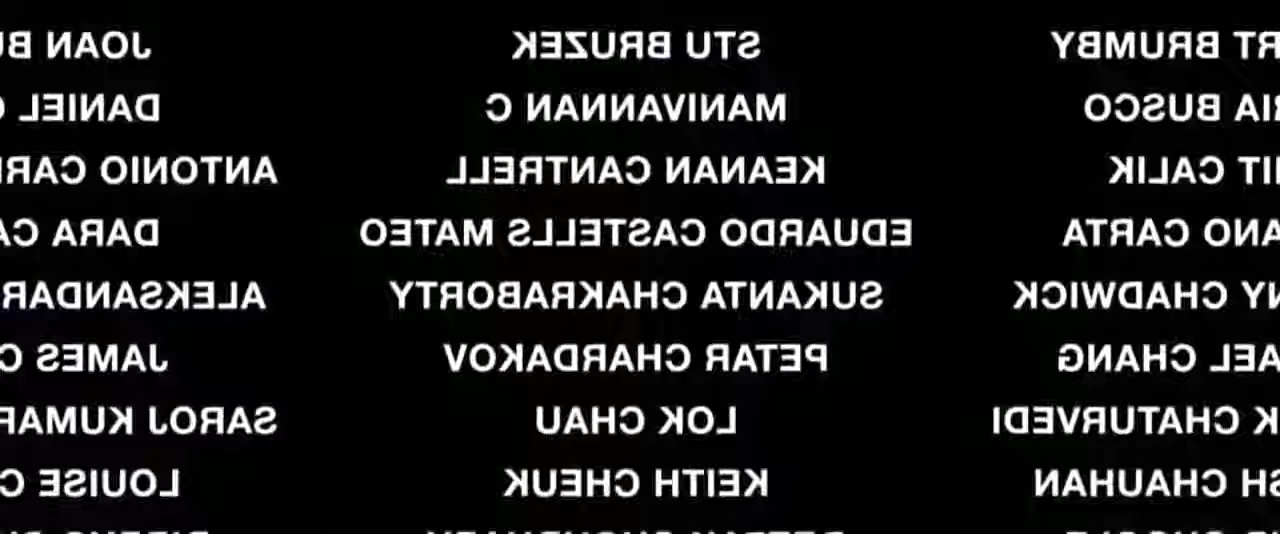 BRUMBY STU BRUZEK JOAN
BUSCO MANIVANNAN C DANIEL
CALIK KEANAN CANTRELL ANTONIO
CARTA EDUARDO CASTELLS MATEO DARA
CHADWICK SUKANTA CHAKRABORTY ALEKSANDAR
CHANG PETAR CHARDAKOV JAMES
CHATURVEDI LOK CHAU SAROJ
CHAUHAN KEITH CHEUK LOUISE